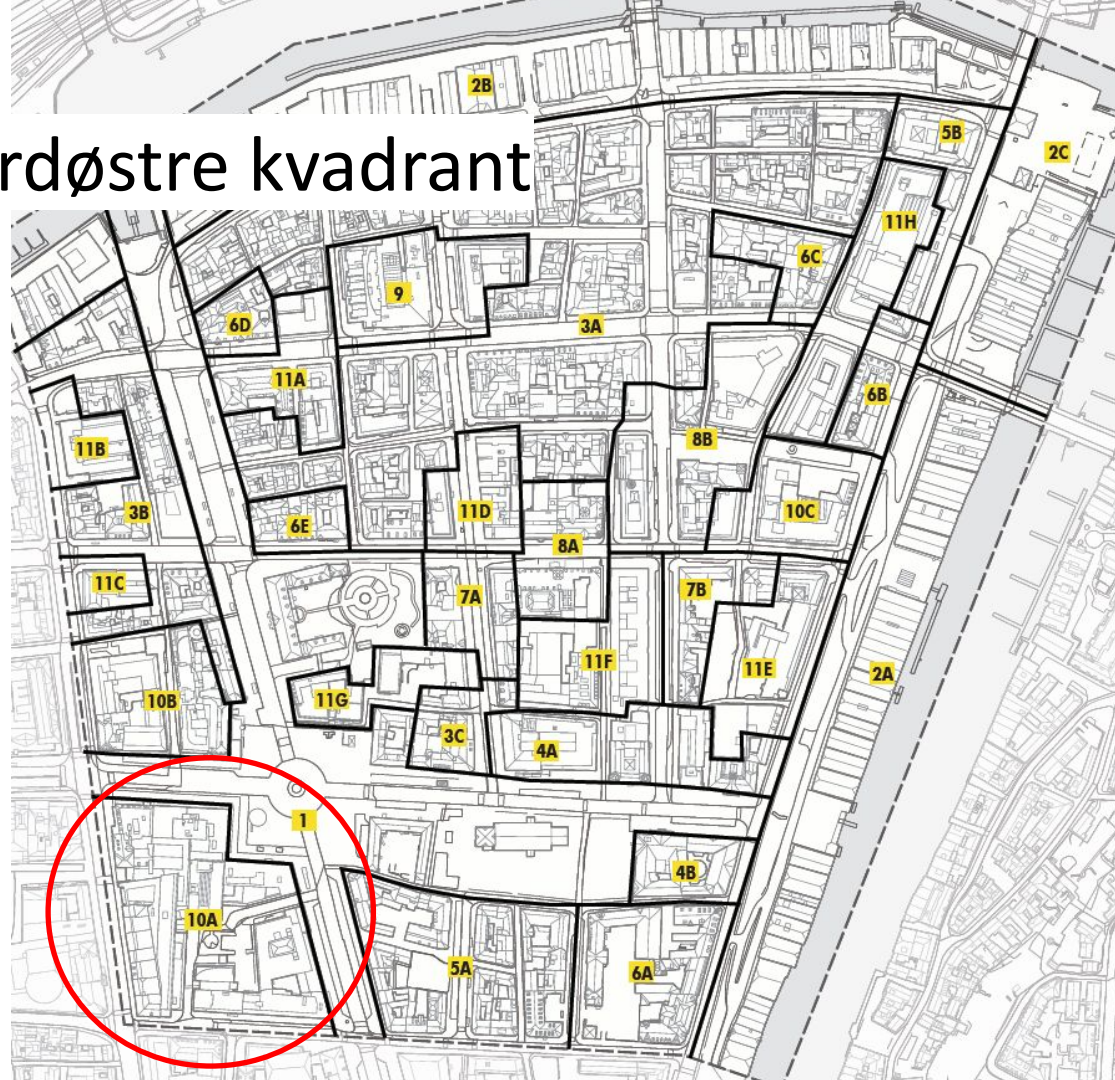 2B
rdøstre kvadrant
5B
2C
11H
6C
9
6D
3A
11A
6B
11B
8B
3B
11D
10C
6E
8A
11C
7A
7B
11F
11E
2A
10B
11G
3C
4A
1
4B
10A
5A
6A